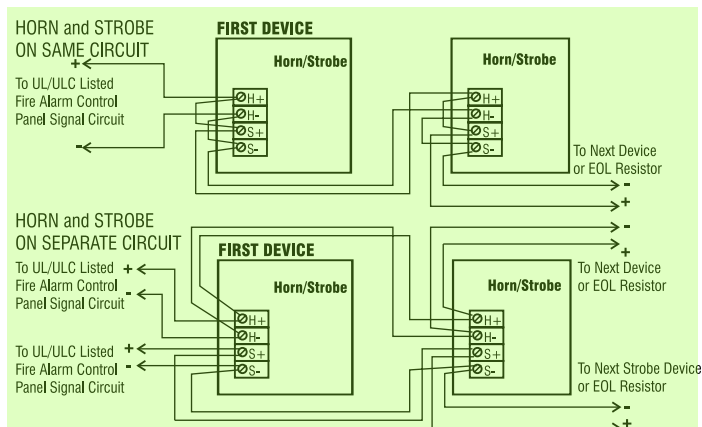 HORN and STROBE
ON SAME CIRCUIT
+
To UL/ULC Listed
Fire Alarm Control
Panel Signal Circuit
-
FIRST DEVICE
Horn/Strobe
H+
H-
S+
S-
Horn/Strobe
H+
H-
S+
S-
To Next Device
or EOL Resistor
-
+
HORN and STROBE
ON SEPARATE CIRCUIT
To UL/ULC Listed +
Fire Alarm Control -
Panel Signal Circuit
To UL/ULC Listed +
Fire Alarm Control -
Panel Signal Circuit
FIRST DEVICE
Horn/Strobe
H+
H-
S+
S-
Horn/Strobe
H+
H-
S+
S-
-
+
To Next Device
or EOL Resistor
To Next Strobe Device
or EOL Resistor
-
+